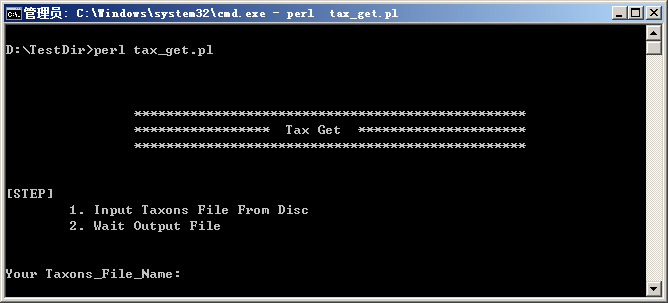 管理员: C:\Windows\system32\cmd.exe - perl  tax_get.pl
D:\TestDir>perl tax_get.pl
*************************************************
*****************  Tax Get  *********************
*************************************************
[STEP]
1. Input Taxons File From Disc
2. Wait Output File
Your Taxons_File_Name: